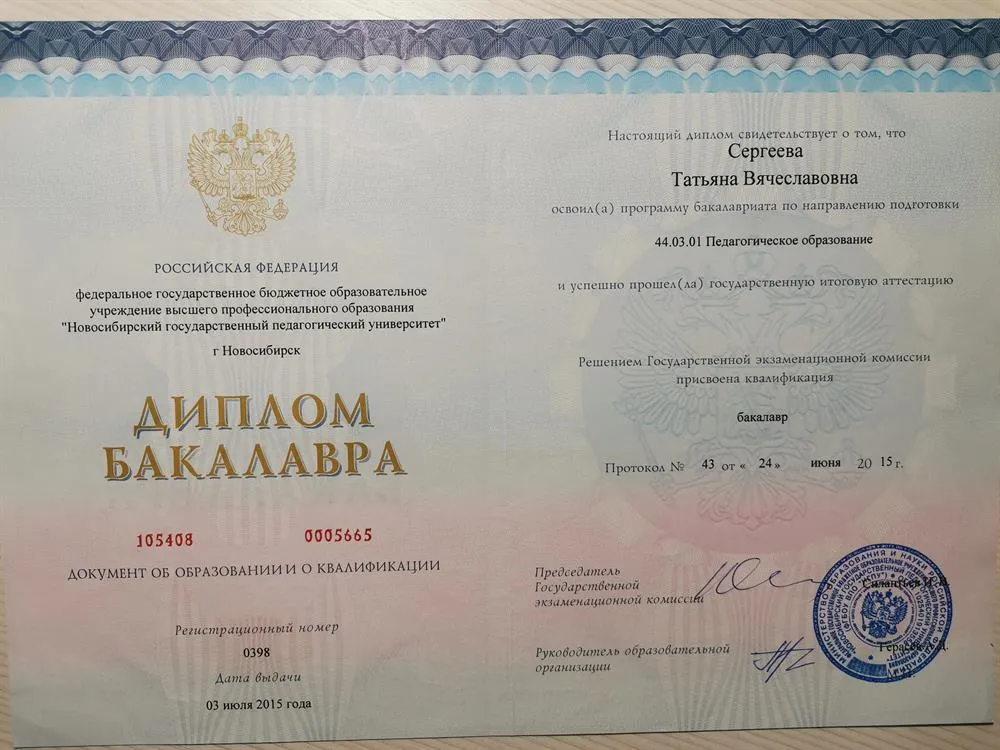 РОССИЙСКАЯ ФЕДЕРАЦИЯ
федеральное государственное бюджетное образовательное
учреждение высшего профессионального образования
"Новосибирский государственный педагогический университет"
г Новосибирск
ДИПЛОМ
БАКАЛАВРА
105408 0005665
ДОКУМЕНТ ОБ ОБРАЗОВАНИИ И О КВАЛИФИКАЦИИ
Регистрационный номер
0398
Дата выдачи
03 июля 2015 года
Настоящий диплом свидетельствует о том, что
Сергеева
Татьяна Вячеславовна
освоил(а) программу бакалавриата по направлению подготовки
44.03.01 Педагогическое образование
и успешно прошел(ла) государственную итоговую аттестацию
Решением Государственной экзаменационной комиссии
присвоена квалификация
бакалавр
Протокол № 43 от « 24 » июня 20 15 г.
Председатель
Государственной
экзаменационной комиссии
Руководитель образовательной
организации